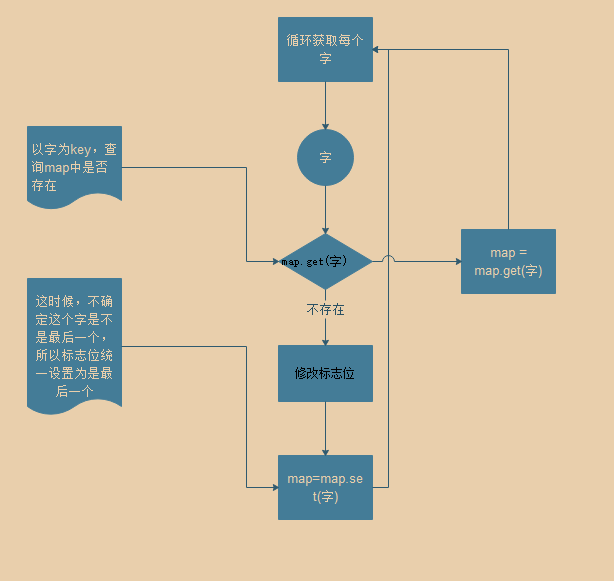 循环获取每个
字
字
以字为key，查
询map中是否
存在
map.get(字)
map =
map.get(字)
不存在
这时候，不确
定这个字是不
是最后一个，
所以标志位统
一设置为是最
后一个
修改标志位
map=map.se
t(字)